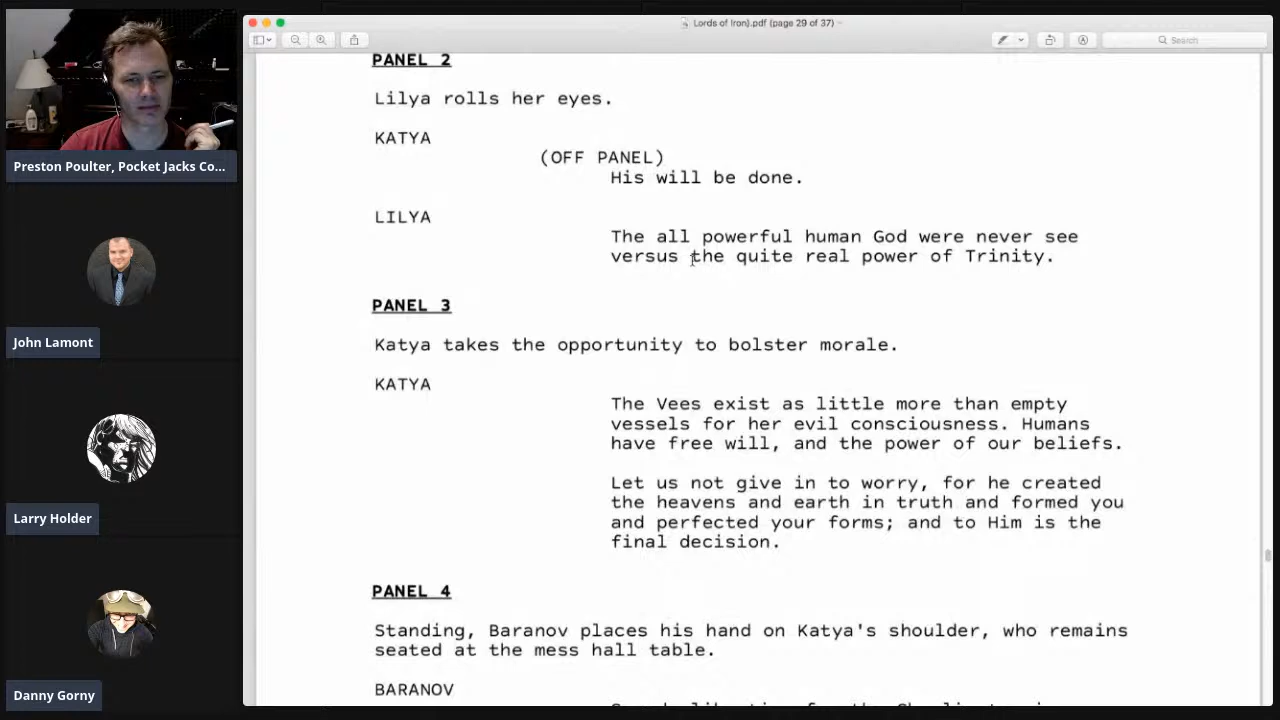 Lords of Iron].pdf (page 29 of 37)
Search
PANEL 2
Lilya rolls her eyes.
KATYA
(OFF PANEL)
His will be done.
LILYA
The all powerful human God were never see
versus the quite real power of Trinity.
PANEL 3
Katya takes the opportunity to bolster morale.
KATYA
The Vees exist as little more than empty
vessels for her evil consciousness. Humans
have free will, and the power of our beliefs.
Let us not give in to worry, for he created
the heavens and earth in truth and formed you
and perfected your forms; and to Him is the
final decision.
PANEL 4
Standing, Baranov places his hand on Katya's shoulder, who remains
seated at the mess hall table.
BARANOV
Preston Poulter, Pocket Jacks Co...
John Lamont
Larry Holder
Danny Gorny